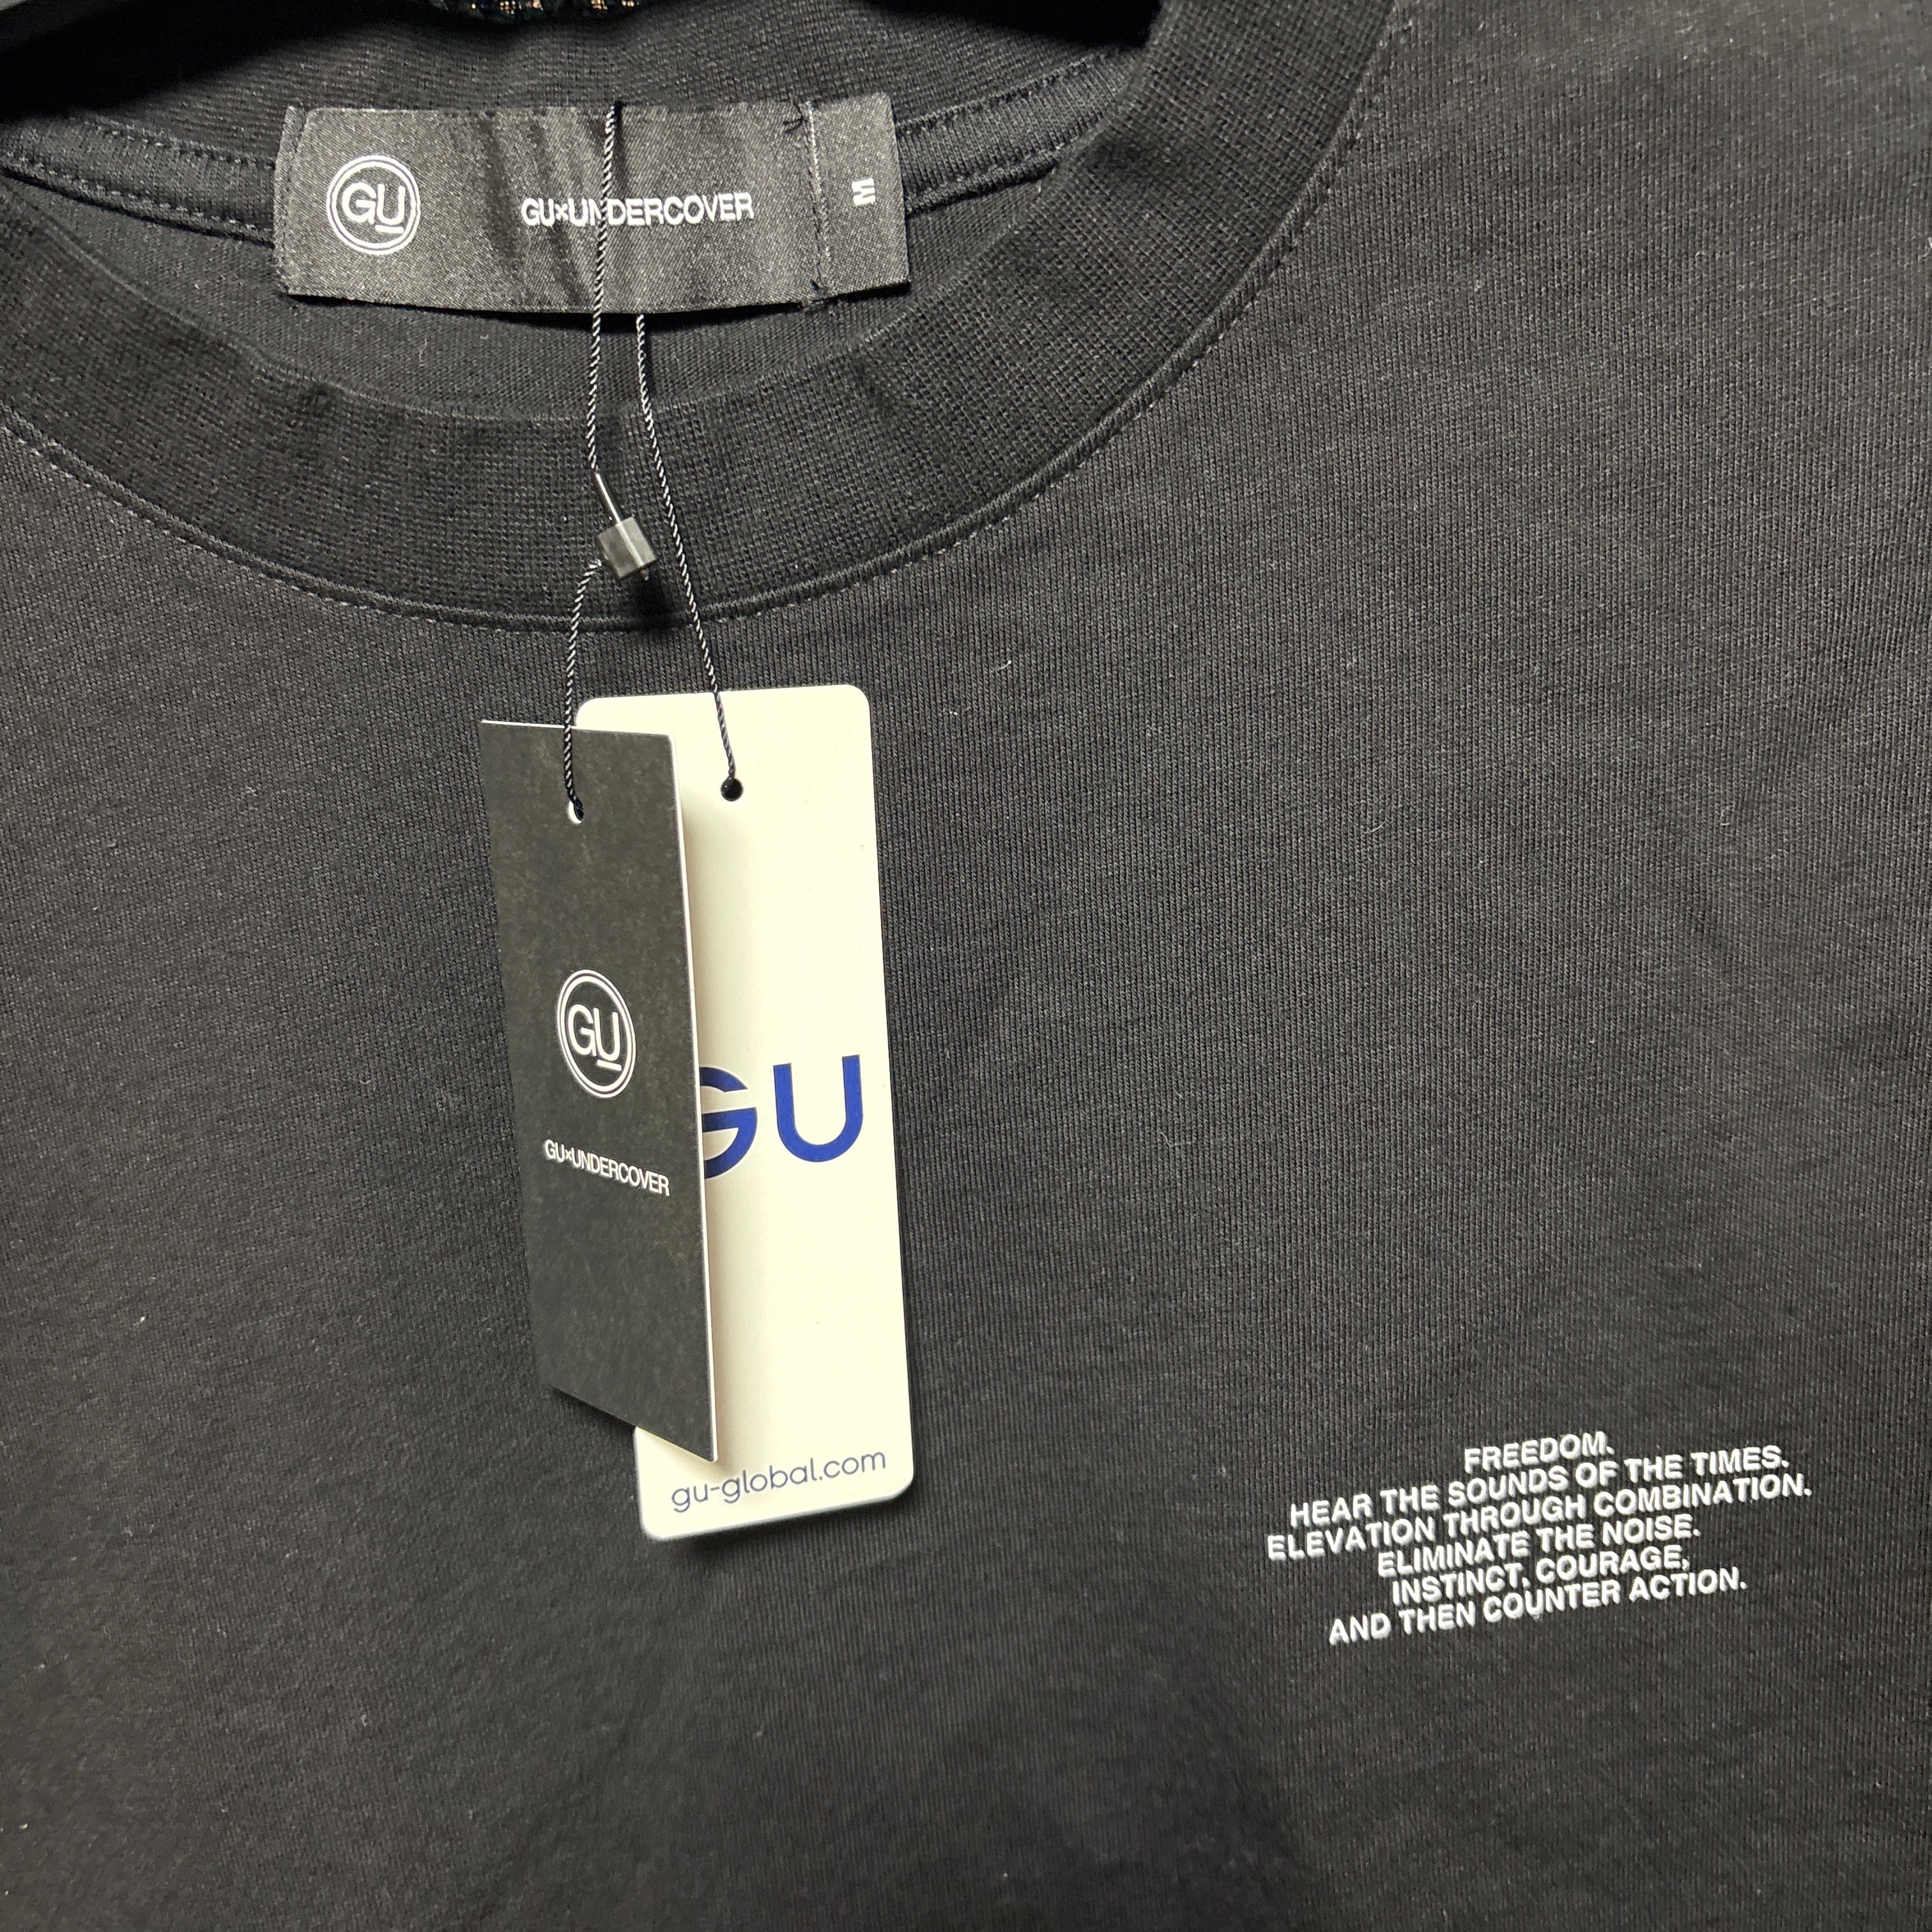 GU
GU×UNDERCOVER
M
GU
GU×UNDERCOVER
GU
gu-global.com
FREEDOM.
HEAR THE SOUNDS OF THE TIMES.
ELEVATION THROUGH COMBINATION.
ELIMINATE THE NOISE.
INSTINCT, COURAGE,
AND THEN COUNTER ACTION.